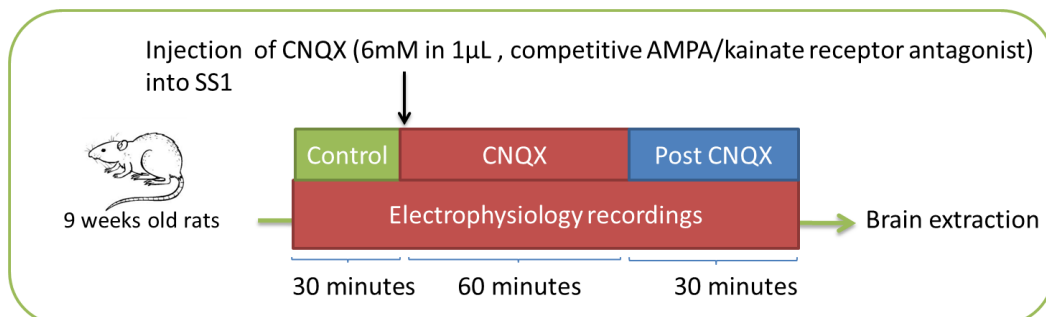 Injection of CNQX (6mM in 1µL , competitive AMPA/kainate receptor antagonist)
into SS1
Control
CNQX
Post CNQX
9 weeks old rats
Electrophysiology recordings
Brain extraction
30 minutes
60 minutes
30 minutes